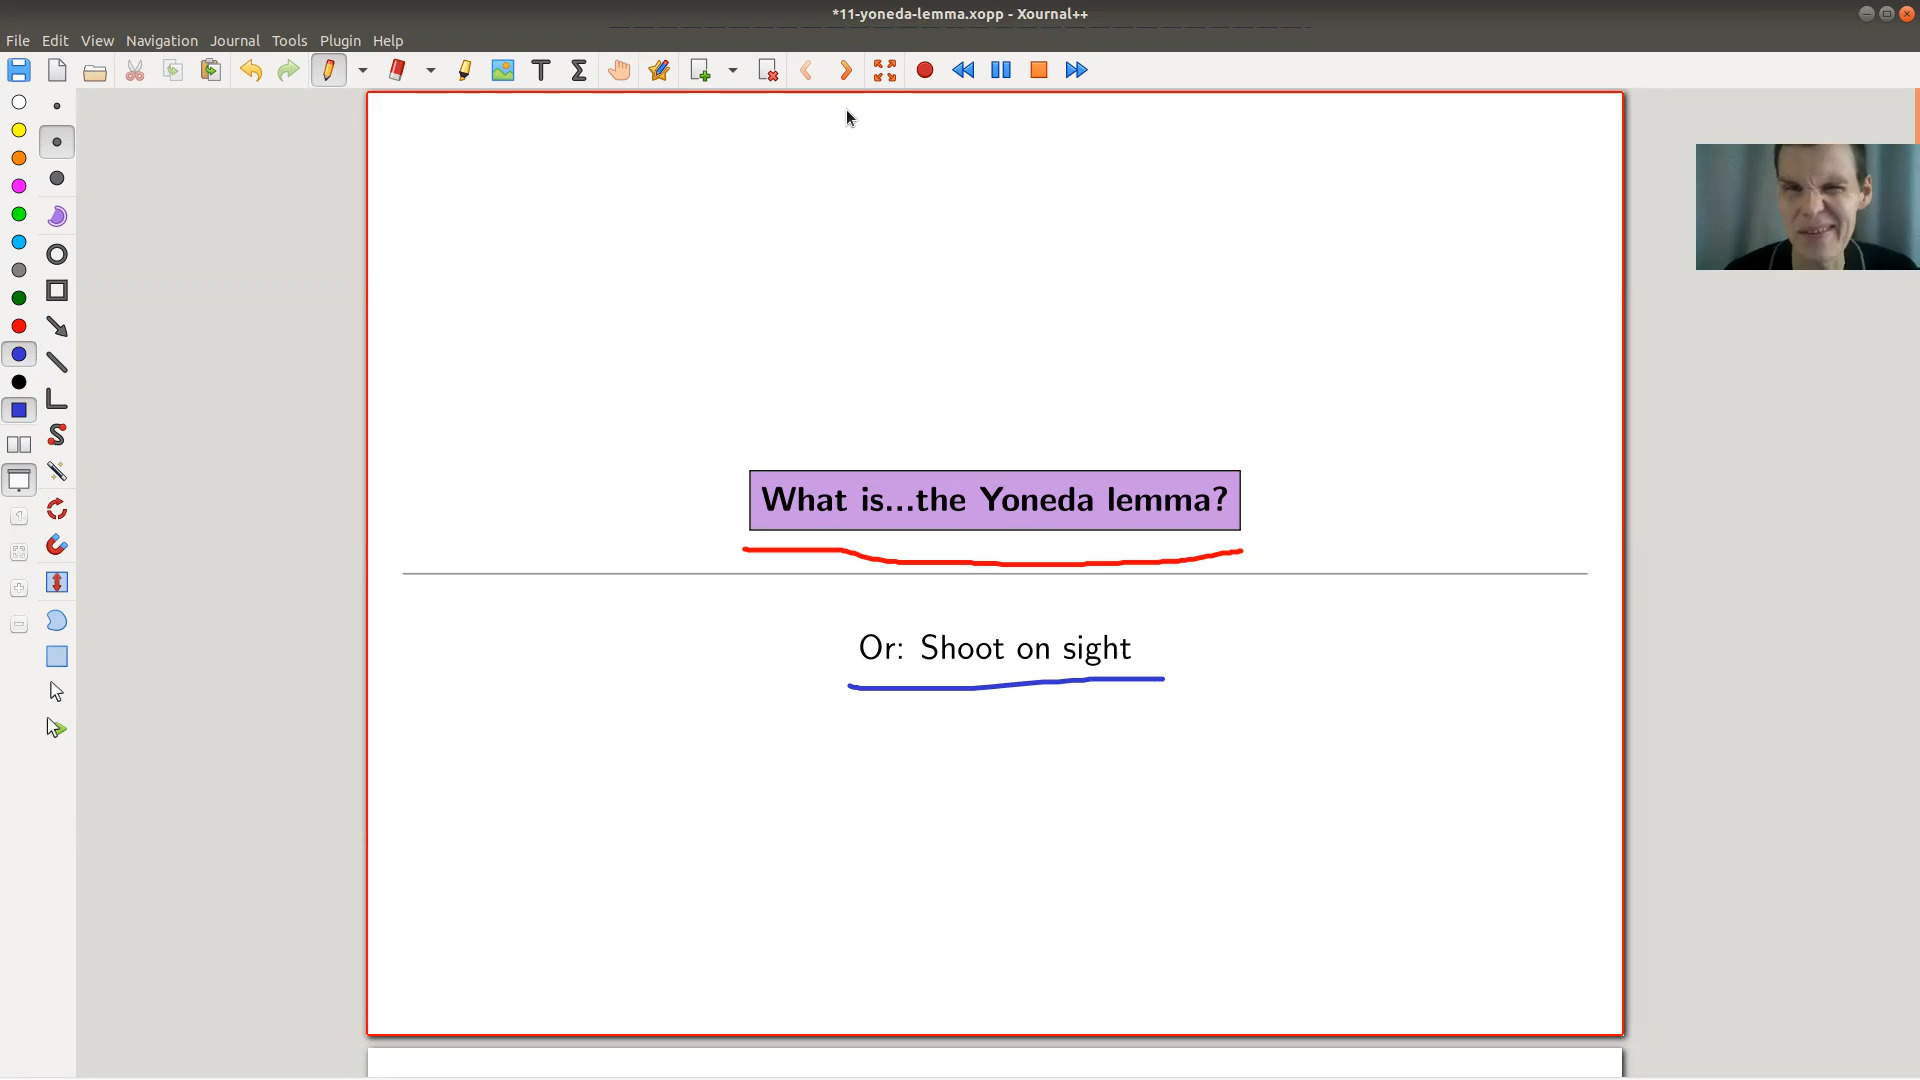 *11-yoneda-lemma.xopp - Xournal++
File Edit View Navigation Journal Tools Plugin Help
What is...the Yoneda lemma?
Or: Shoot on sight